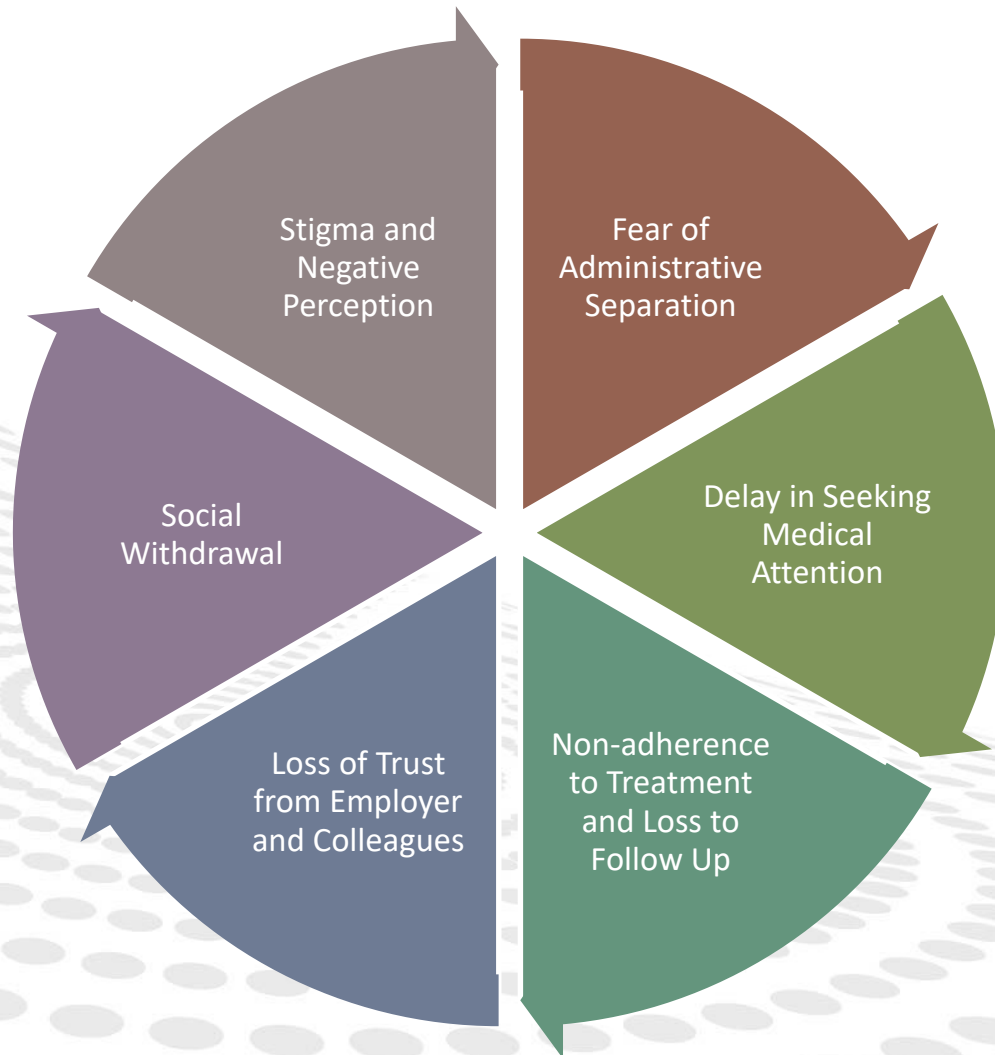 Stigma and
Negative
Perception
Fear of
Administrative
Separation
Delay in Seeking
Medical
Attention
Non-adherence
to Treatment
and Loss to
Follow Up
Loss of Trust
from Employer
and Colleagues
Social
Withdrawal